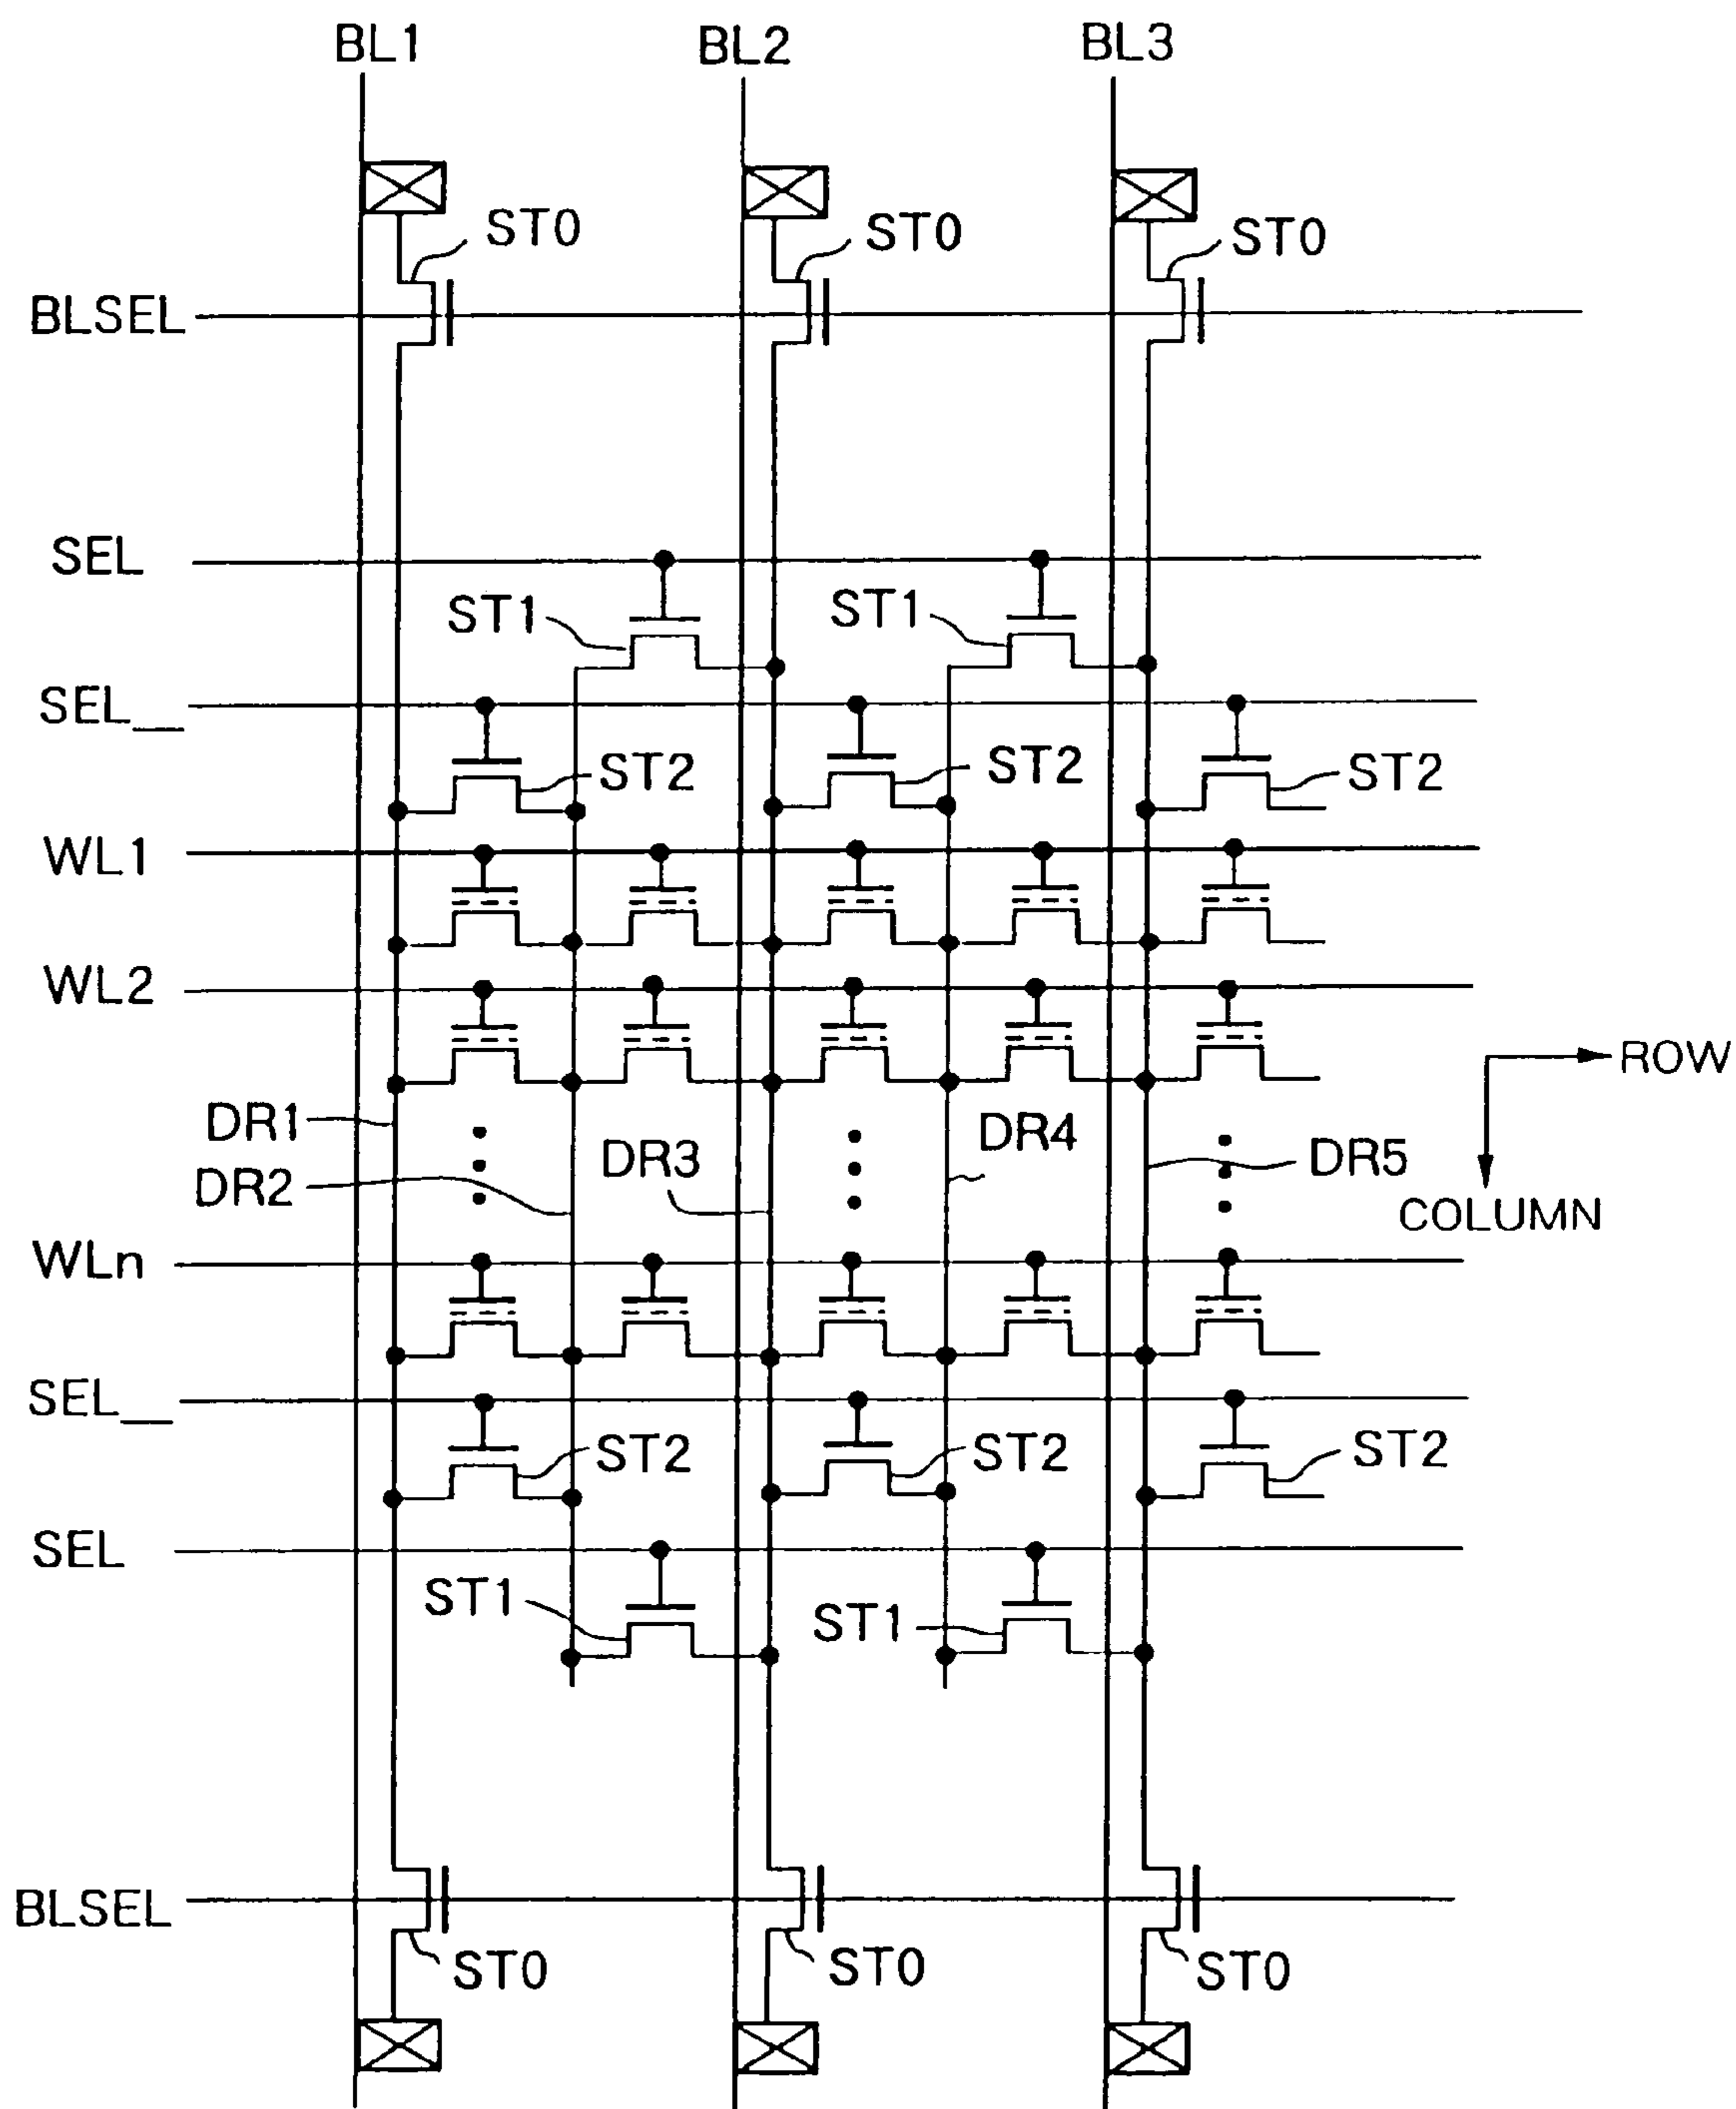 BL1 BL2 BL3
ST0 ST0 ST0
BLSEL
SEL
ST1 ST1
SEL__
ST2 ST2 ST2
WL1
WL2
ROW
DR1 DR3 DR4 DR5
DR2
COLUMN
WLn
SEL__
ST2 ST2 ST2
SEL
ST1 ST1
BLSEL
ST0 ST0 ST0